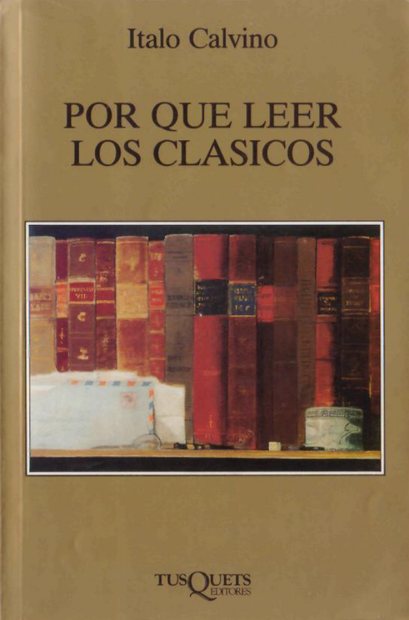 Italo Calvino
POR QUE LEER
LOS CLASICOS
TUSQUETS
EDITORES